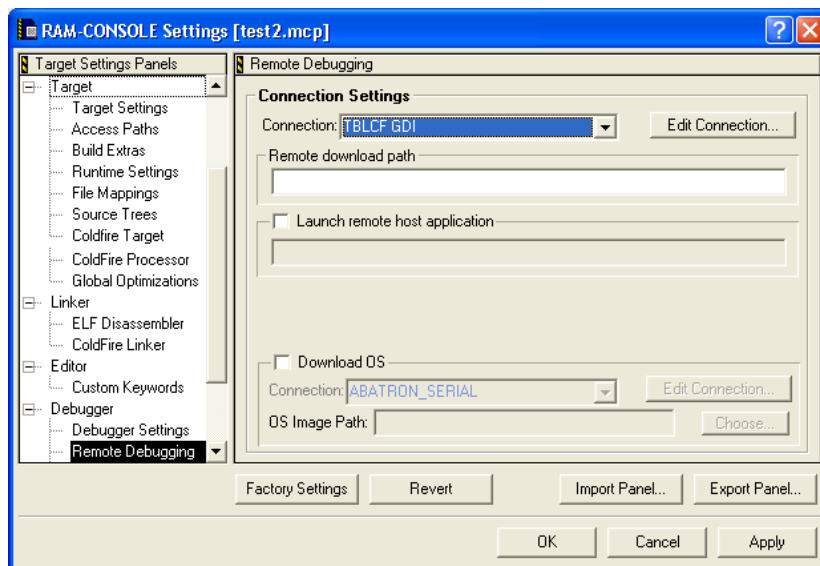 RAM-CONSOLE Settings [test2.mcp]
Target Settings Panels
Target
Target Settings
Access Paths
Build Extras
Runtime Settings
File Mappings
Source Trees
Coldfire Target
ColdFire Processor
Global Optimizations
Linker
ELF Disassembler
ColdFire Linker
Editor
Custom Keywords
Debugger
Debugger Settings
Remote Debugging
Remote Debugging
Connection Settings
Connection: TBLCF GDI Edit Connection...
Remote download path
Launch remote host application
Download OS
Connection: ABATRON_SERIAL Edit Connection...
OS Image Path: Choose...
Factory Settings Revert Import Panel... Export Panel...
OK Cancel Apply